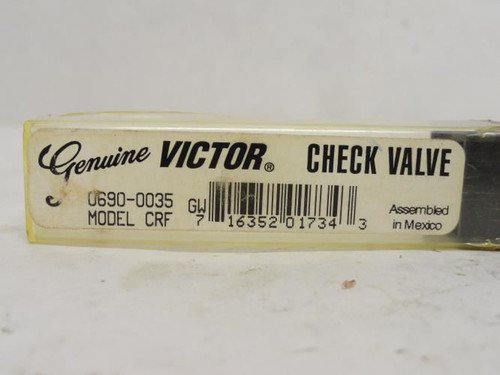 Genuine VICTOR® CHECK VALVE
0690-0035 GW
MODEL CRF
7 16352 01734 3
Assembled
in Mexico